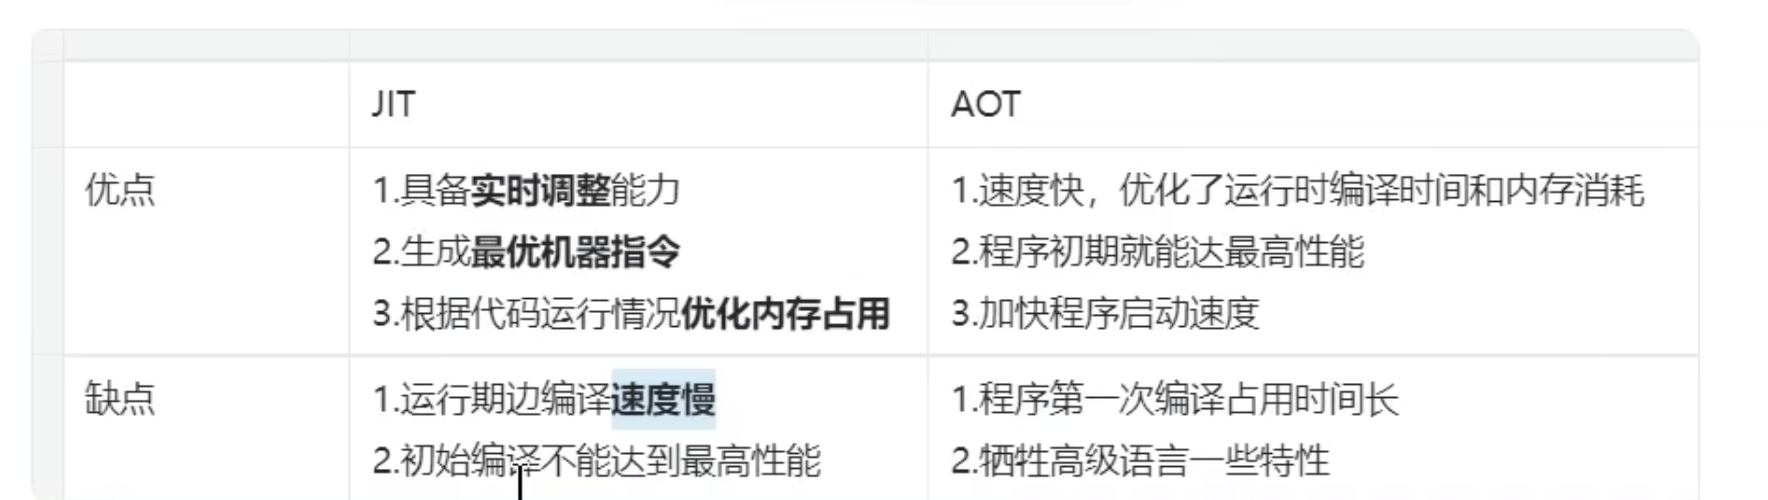 JIT
AOT
优点
1.具备实时调整能力
2.生成最优机器指令
3.根据代码运行情况优化内存占用
1.速度快，优化了运行时编译时间和内存消耗
2.程序初期就能达最高性能
3.加快程序启动速度
缺点
1.运行期边编译速度慢
2.初始编译不能达到最高性能
1.程序第一次编译占用时间长
2.牺牲高级语言一些特性